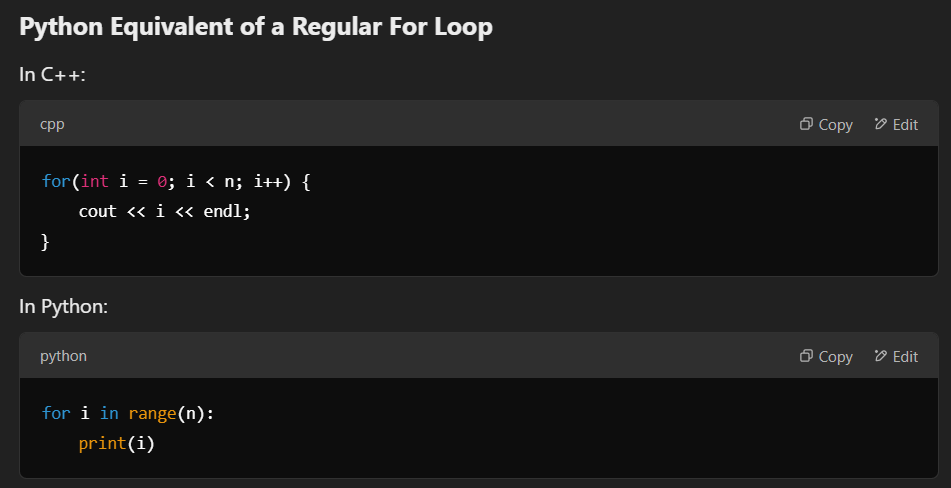 Python Equivalent of a Regular For Loop
In C++:
cpp Copy Edit
for(int i = 0; i < n; i++) {
    cout << i << endl;
}
In Python:
python Copy Edit
for i in range(n):
    print(i)